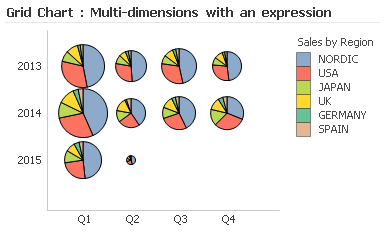 Grid Chart : Multi-dimensions with an expression
Sales by Region
NORDIC
USA
JAPAN
UK
GERMANY
SPAIN
2013
2014
2015
Q1 Q2 Q3 Q4